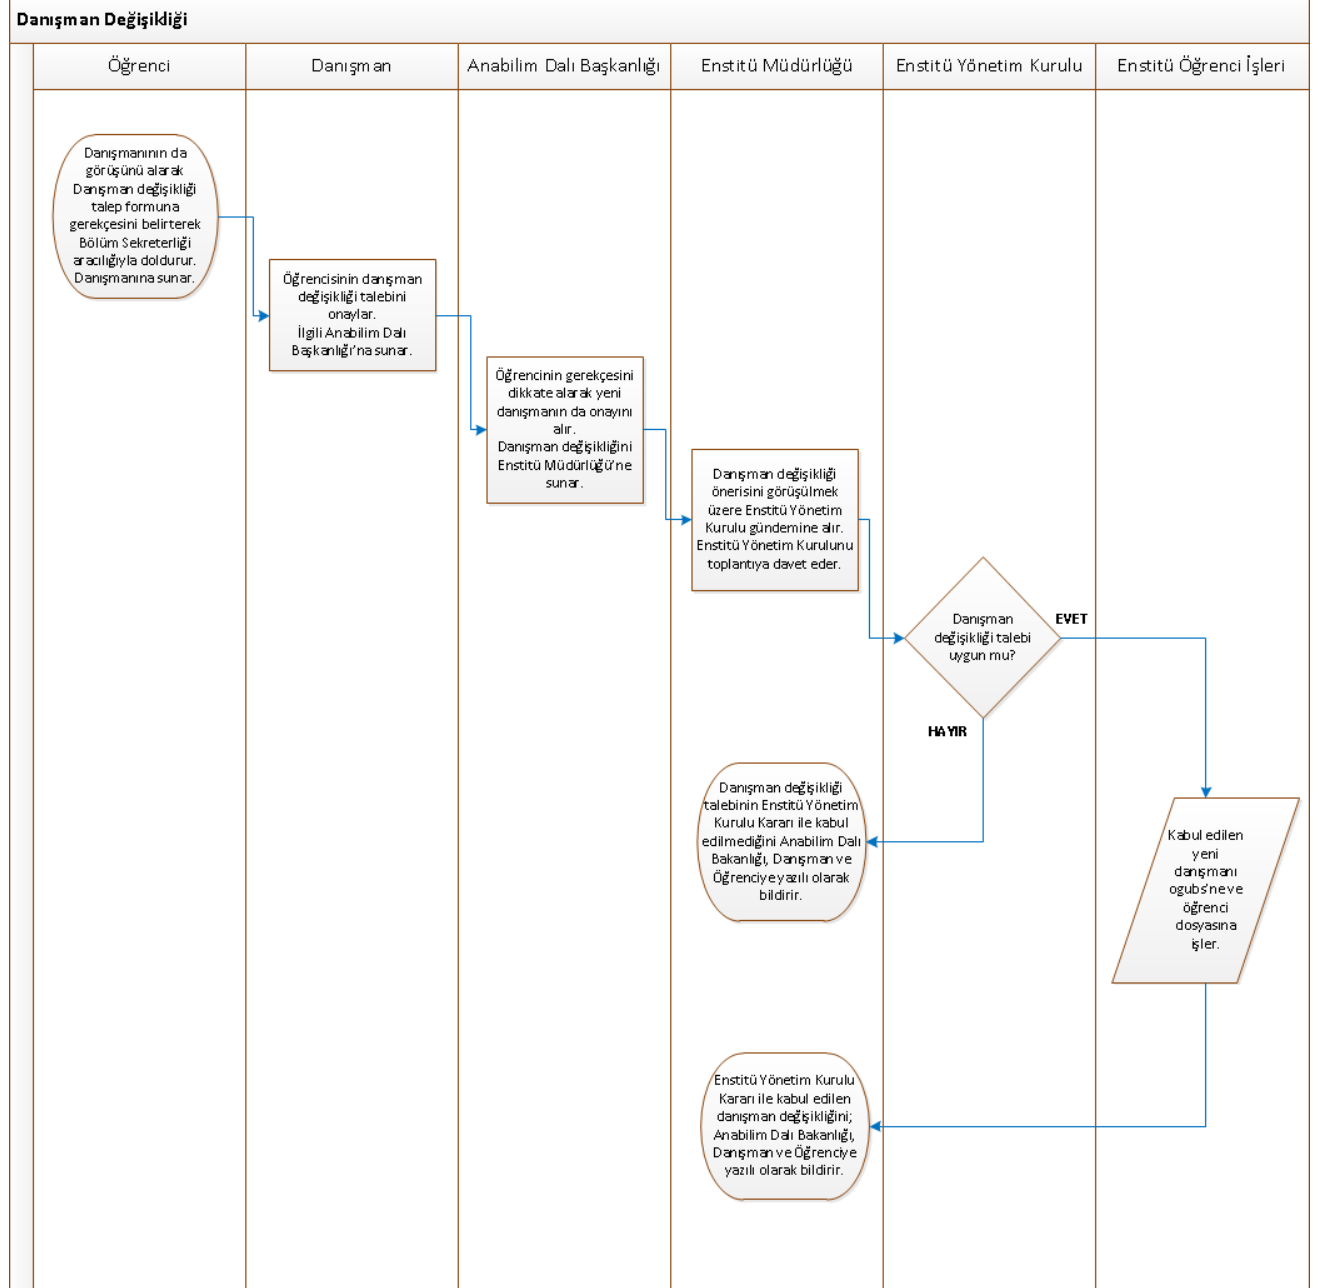 Danışman Değişikliği
Öğrenci
Danışman
Anabilim Dalı Başkanlığı
Enstitü Müdürlüğü
Enstitü Yönetim Kurulu
Enstitü Öğrenci İşleri
Danışmanının da
görüşünü alarak
Danışman değişikliği
talep formuna
gerekçesini belirterek
Bölüm Sekreterliği
aracılığıyla doldurur.
Danışmanına sunar.
Öğrencisinin danışman
değişikliği talebini
onaylar.
İlgili Anabilim Dalı
Başkanlığı'na sunar.
Öğrencinin gerekçesini
dikkate alarak yeni
danışmanın da onayını
alır.
Danışman değişikliğini
Enstitü Müdürlüğü'ne
sunar.
Danışman değişikliği
önerisini görüşülmek
üzere Enstitü Yönetim
Kurulu gündemine alır.
Enstitü Yönetim Kurulunu
toplantıya davet eder.
Danışman
değişikliği talebi
uygun mu?
EVET
HAYIR
Danışman değişikliği
talebinin Enstitü Yönetim
Kurulu Kararı ile kabul
edilmediğini Anabilim Dalı
Bakanlığı, Danışman ve
Öğrenciye yazılı olarak
bildirir.
Kabul edilen
yeni
danışmanı
ogubs'ne ve
öğrenci
dosyasına
işler.
Enstitü Yönetim Kurulu
Kararı ile kabul edilen
danışman değişikliğini;
Anabilim Dalı Bakanlığı,
Danışman ve Öğrenciye
yazılı olarak bildirir.